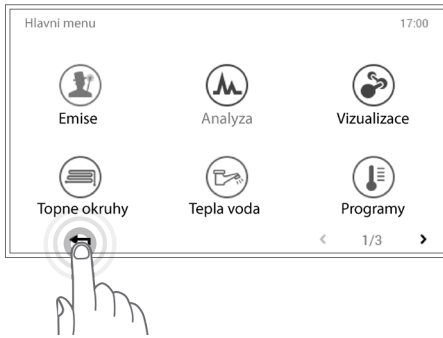 Hlavni menu 17:00
Emise Analyza Vizualizace
Topne okruhy Tepla voda Programy
1/3